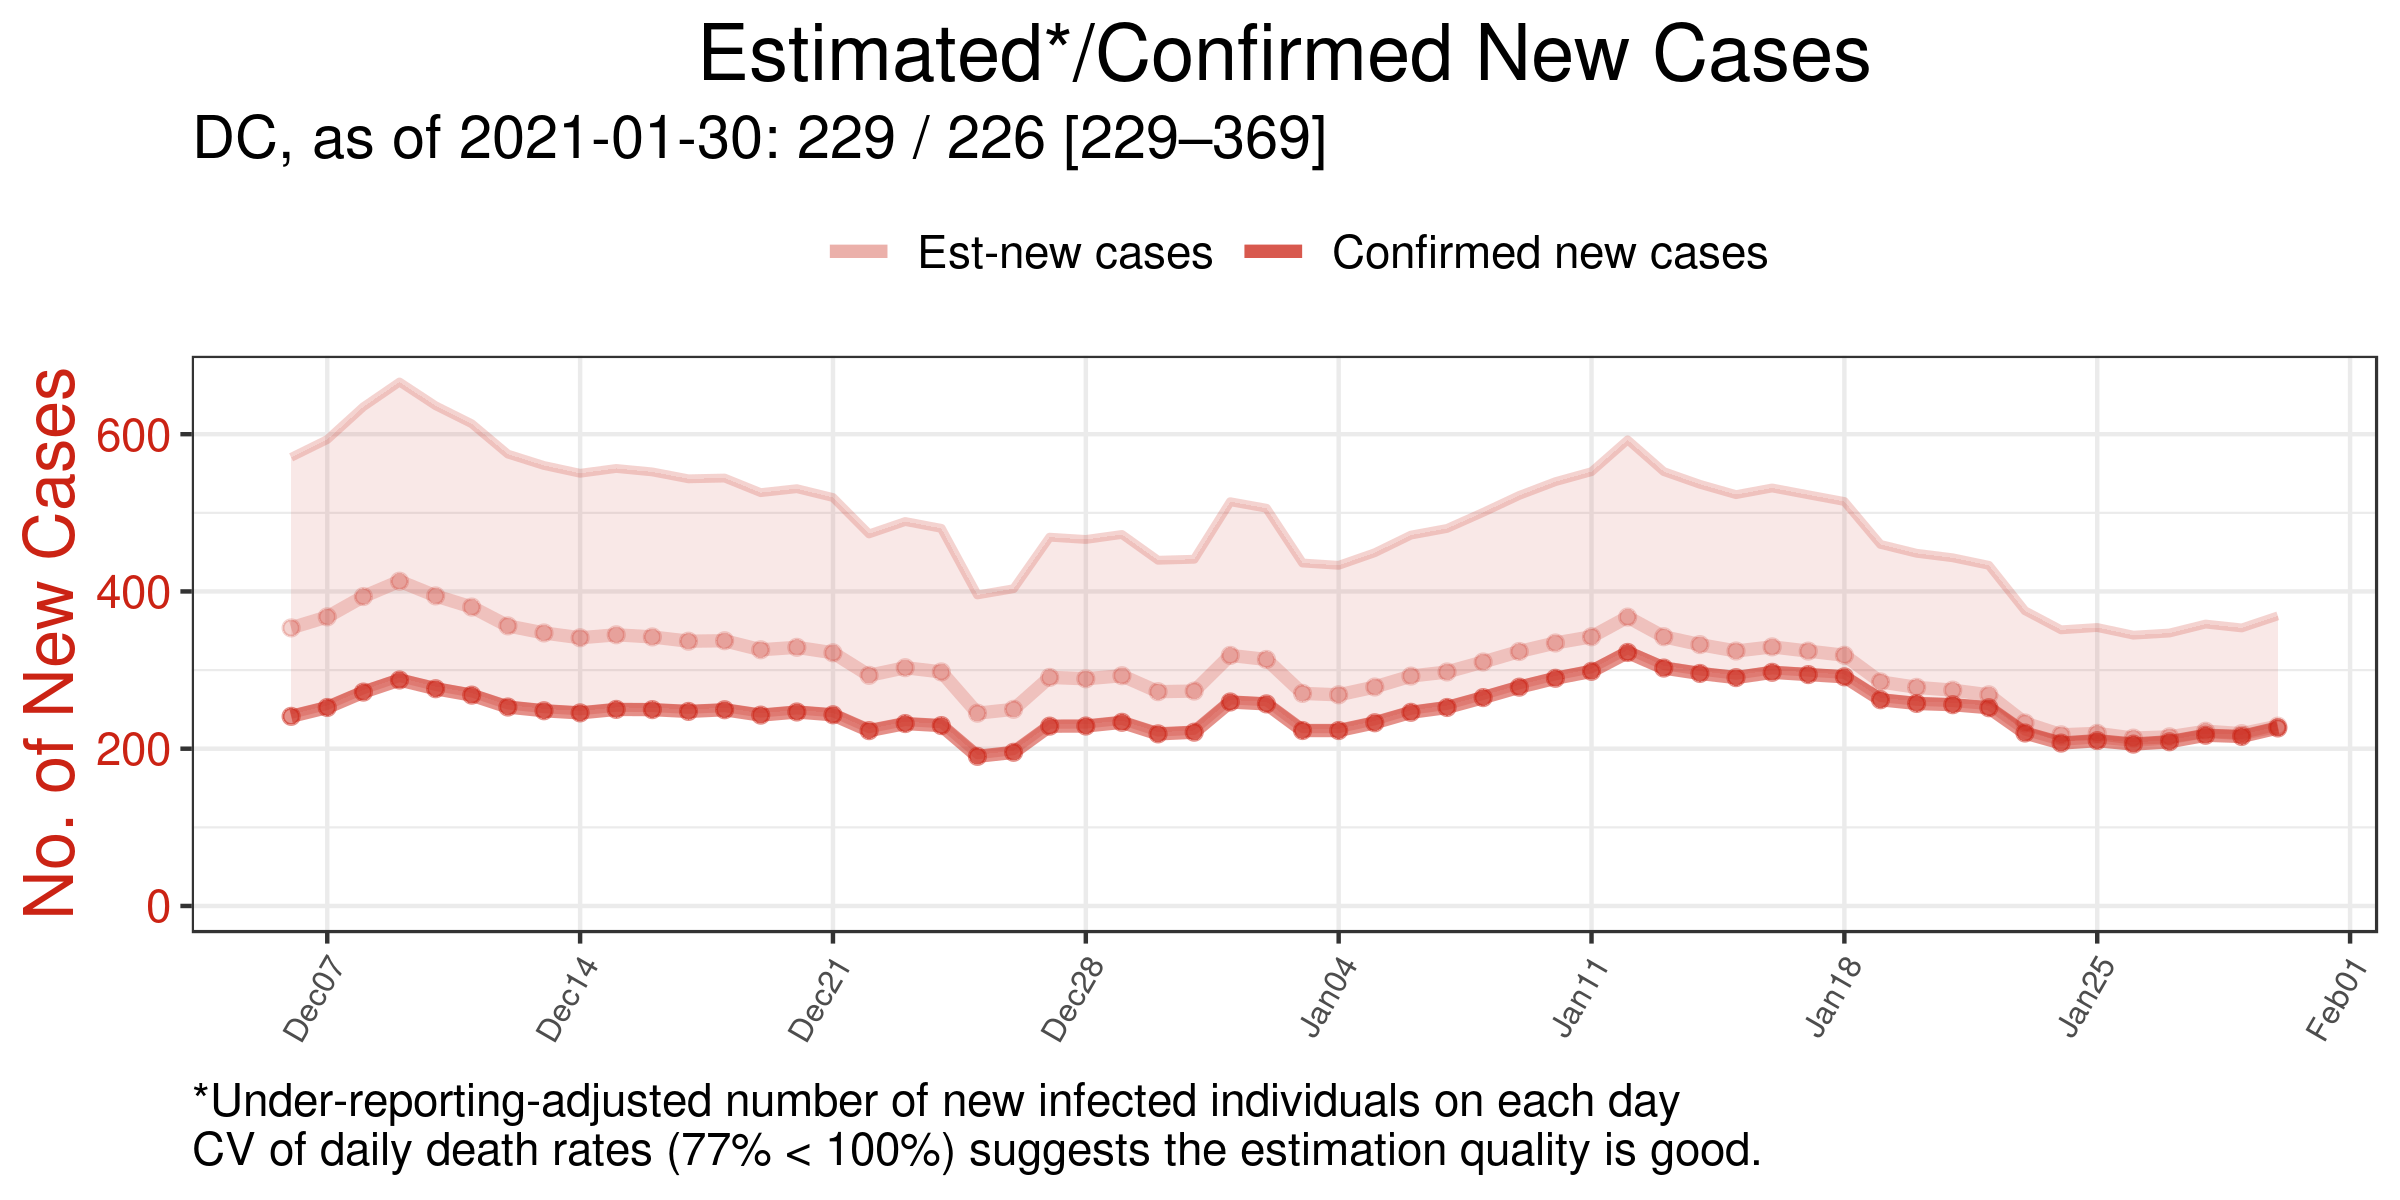 Estimated*/Confirmed New Cases
DC, as of 2021-01-30: 229 / 226 [229–369]
Est-new cases
Confirmed new cases
No. of New Cases
600
400
200
0
Dec07
Dec14
Dec21
Dec28
Jan04
Jan11
Jan18
Jan25
Feb01
*Under-reporting-adjusted number of new infected individuals on each day
CV of daily death rates (77% < 100%) suggests the estimation quality is good.